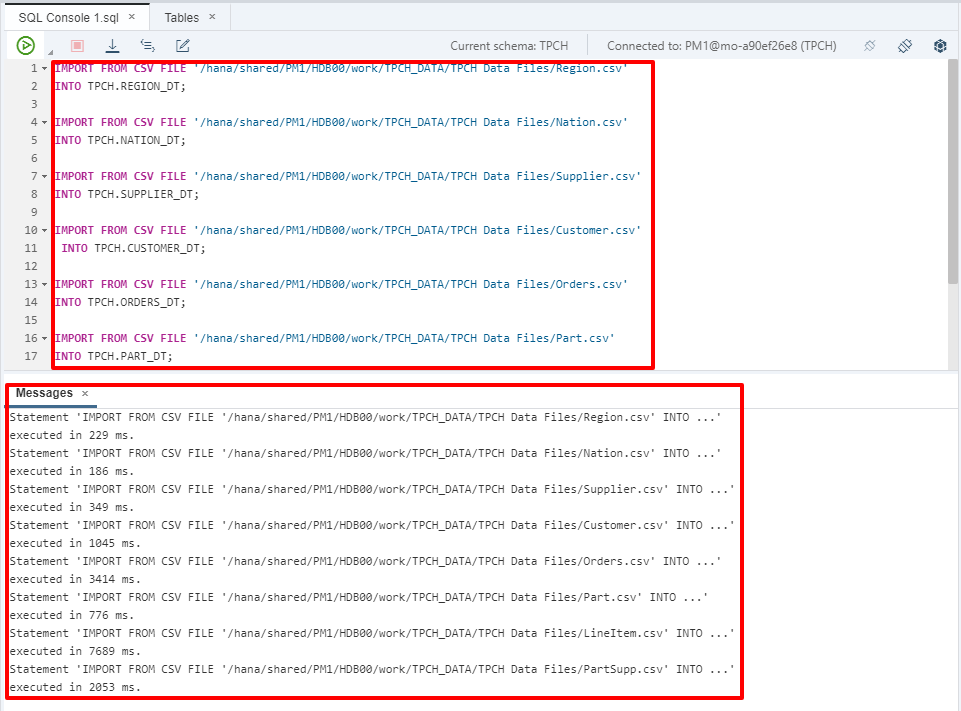 SQL Console 1.sql × Tables ×
Current schema: TPCH Connected to: PM1@mo-a90ef26e8 (TPCH)
1 IMPORT FROM CSV FILE '/hana/shared/PM1/HDB00/work/TPCH_DATA/TPCH Data Files/Region.csv'
2 INTO TPCH.REGION_DT;
3
4 IMPORT FROM CSV FILE '/hana/shared/PM1/HDB00/work/TPCH_DATA/TPCH Data Files/Nation.csv'
5 INTO TPCH.NATION_DT;
6
7 IMPORT FROM CSV FILE '/hana/shared/PM1/HDB00/work/TPCH_DATA/TPCH Data Files/Supplier.csv'
8 INTO TPCH.SUPPLIER_DT;
9
10 IMPORT FROM CSV FILE '/hana/shared/PM1/HDB00/work/TPCH_DATA/TPCH Data Files/Customer.csv'
11 INTO TPCH.CUSTOMER_DT;
12
13 IMPORT FROM CSV FILE '/hana/shared/PM1/HDB00/work/TPCH_DATA/TPCH Data Files/Orders.csv'
14 INTO TPCH.ORDERS_DT;
15
16 IMPORT FROM CSV FILE '/hana/shared/PM1/HDB00/work/TPCH_DATA/TPCH Data Files/Part.csv'
17 INTO TPCH.PART_DT;
Messages ×
Statement 'IMPORT FROM CSV FILE '/hana/shared/PM1/HDB00/work/TPCH_DATA/TPCH Data Files/Region.csv' INTO ...'
executed in 229 ms.
Statement 'IMPORT FROM CSV FILE '/hana/shared/PM1/HDB00/work/TPCH_DATA/TPCH Data Files/Nation.csv' INTO ...'
executed in 186 ms.
Statement 'IMPORT FROM CSV FILE '/hana/shared/PM1/HDB00/work/TPCH_DATA/TPCH Data Files/Supplier.csv' INTO ...'
executed in 349 ms.
Statement 'IMPORT FROM CSV FILE '/hana/shared/PM1/HDB00/work/TPCH_DATA/TPCH Data Files/Customer.csv' INTO ...'
executed in 1045 ms.
Statement 'IMPORT FROM CSV FILE '/hana/shared/PM1/HDB00/work/TPCH_DATA/TPCH Data Files/Orders.csv' INTO ...'
executed in 3414 ms.
Statement 'IMPORT FROM CSV FILE '/hana/shared/PM1/HDB00/work/TPCH_DATA/TPCH Data Files/Part.csv' INTO ...'
executed in 776 ms.
Statement 'IMPORT FROM CSV FILE '/hana/shared/PM1/HDB00/work/TPCH_DATA/TPCH Data Files/LineItem.csv' INTO ...'
executed in 7689 ms.
Statement 'IMPORT FROM CSV FILE '/hana/shared/PM1/HDB00/work/TPCH_DATA/TPCH Data Files/PartSupp.csv' INTO ...'
executed in 2053 ms.